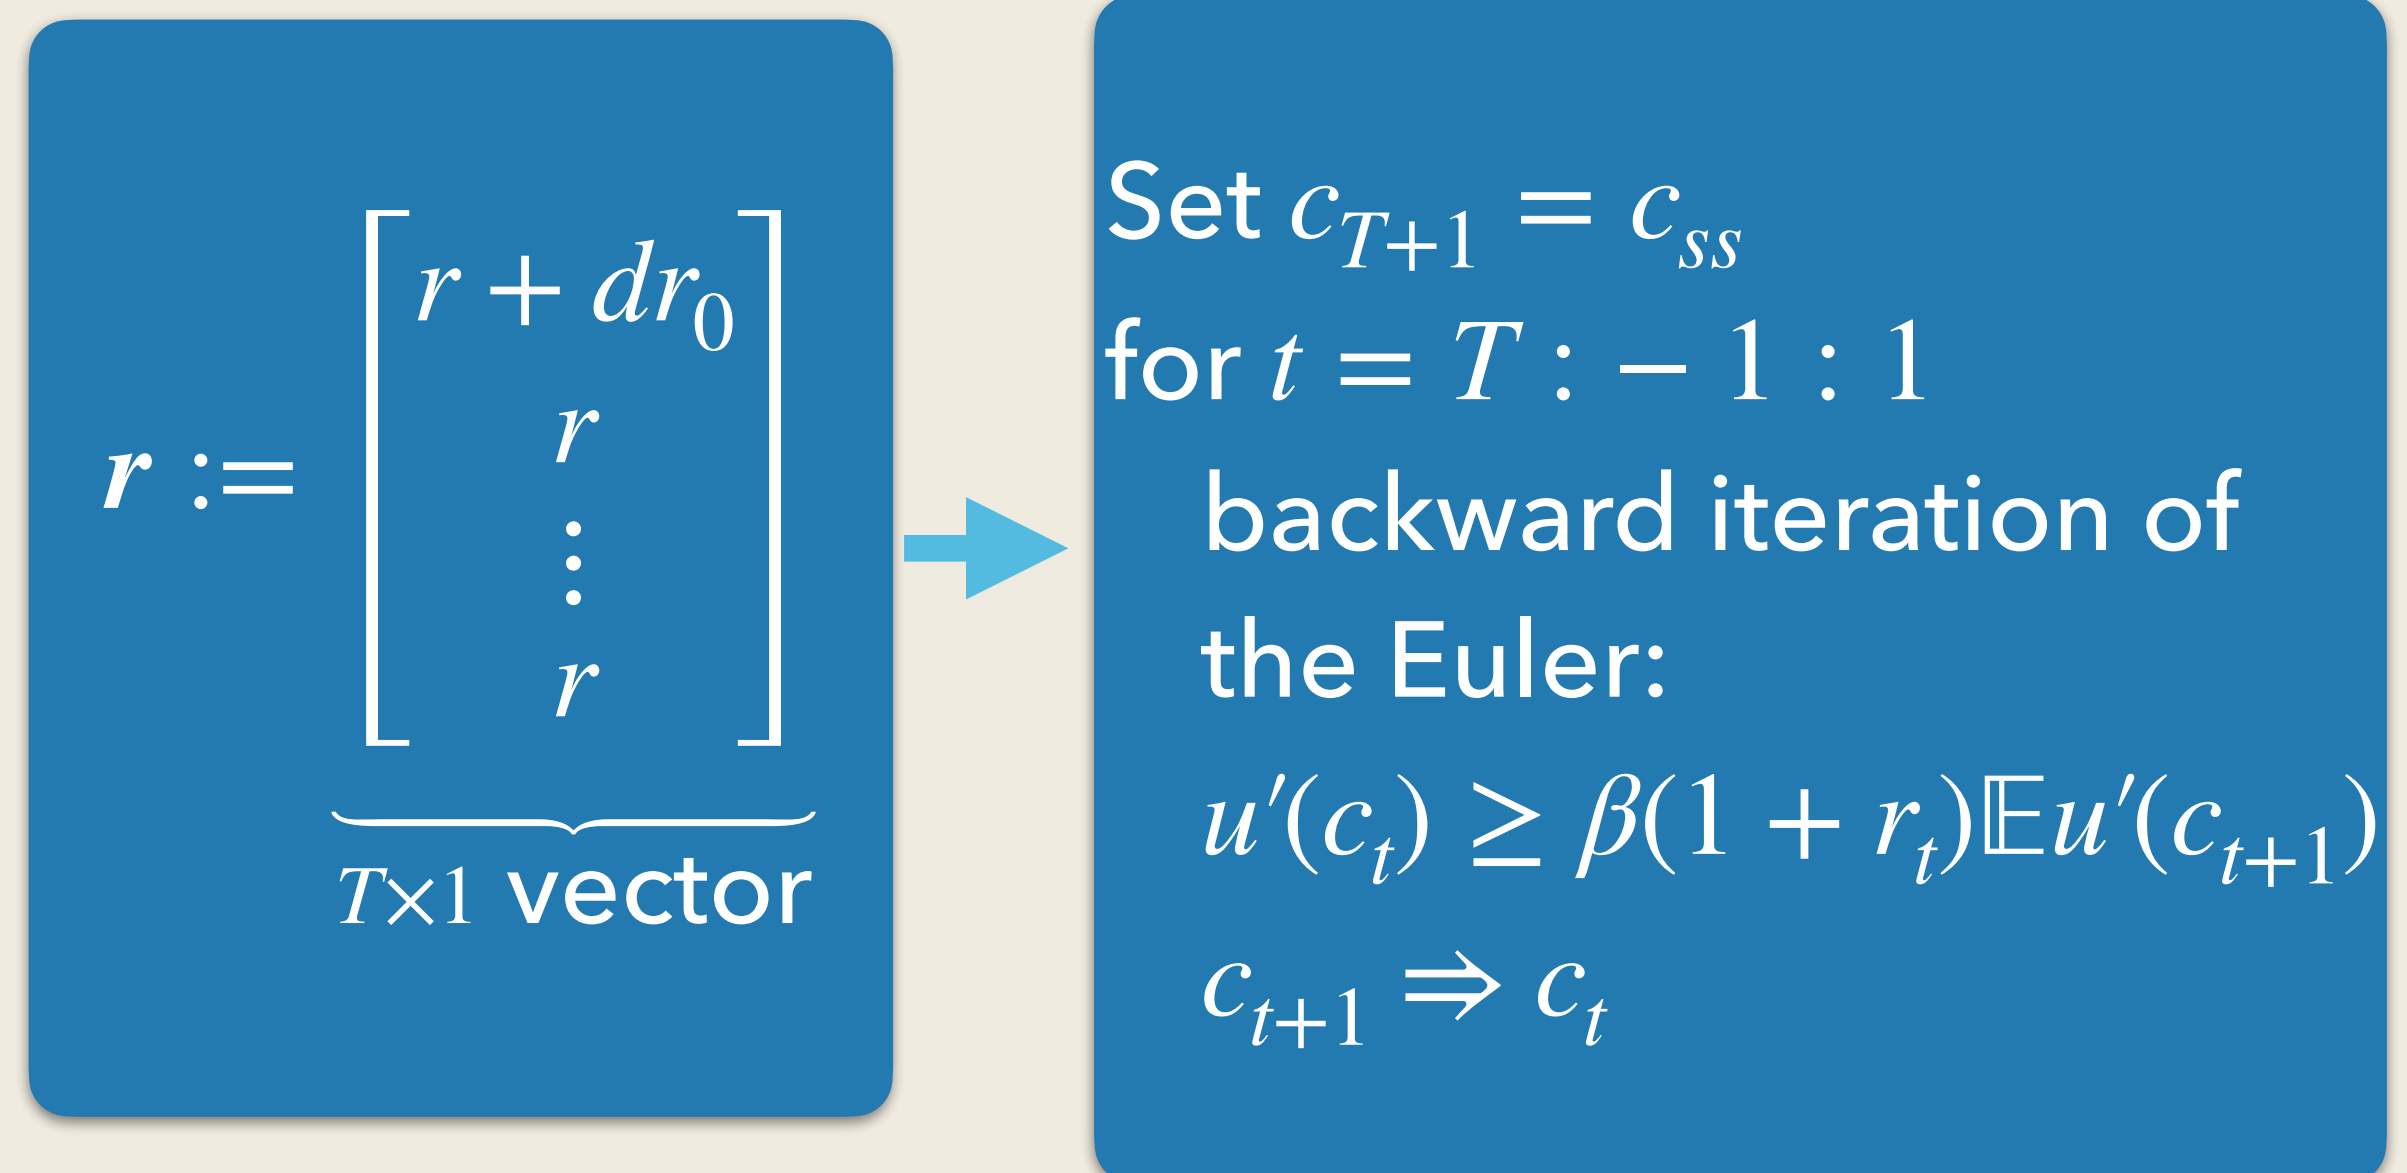 r := [ r + dr₀
r
⋮
r ]
T×1 vector
Set c_{T+1} = c_{ss}
for t = T : − 1 : 1
backward iteration of
the Euler:
u′(c_t) ≥ β(1 + r_t)𝔼u′(c_{t+1})
c_{t+1} ⇒ c_t